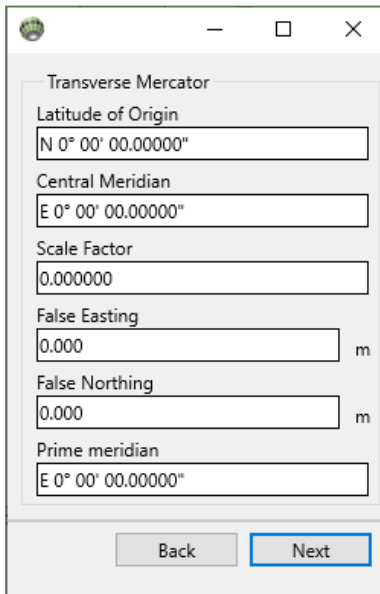 Transverse Mercator
Latitude of Origin
N 0° 00' 00.00000"
Central Meridian
E 0° 00' 00.00000"
Scale Factor
0.000000
False Easting
0.000 m
False Northing
0.000 m
Prime meridian
E 0° 00' 00.00000"
Back Next